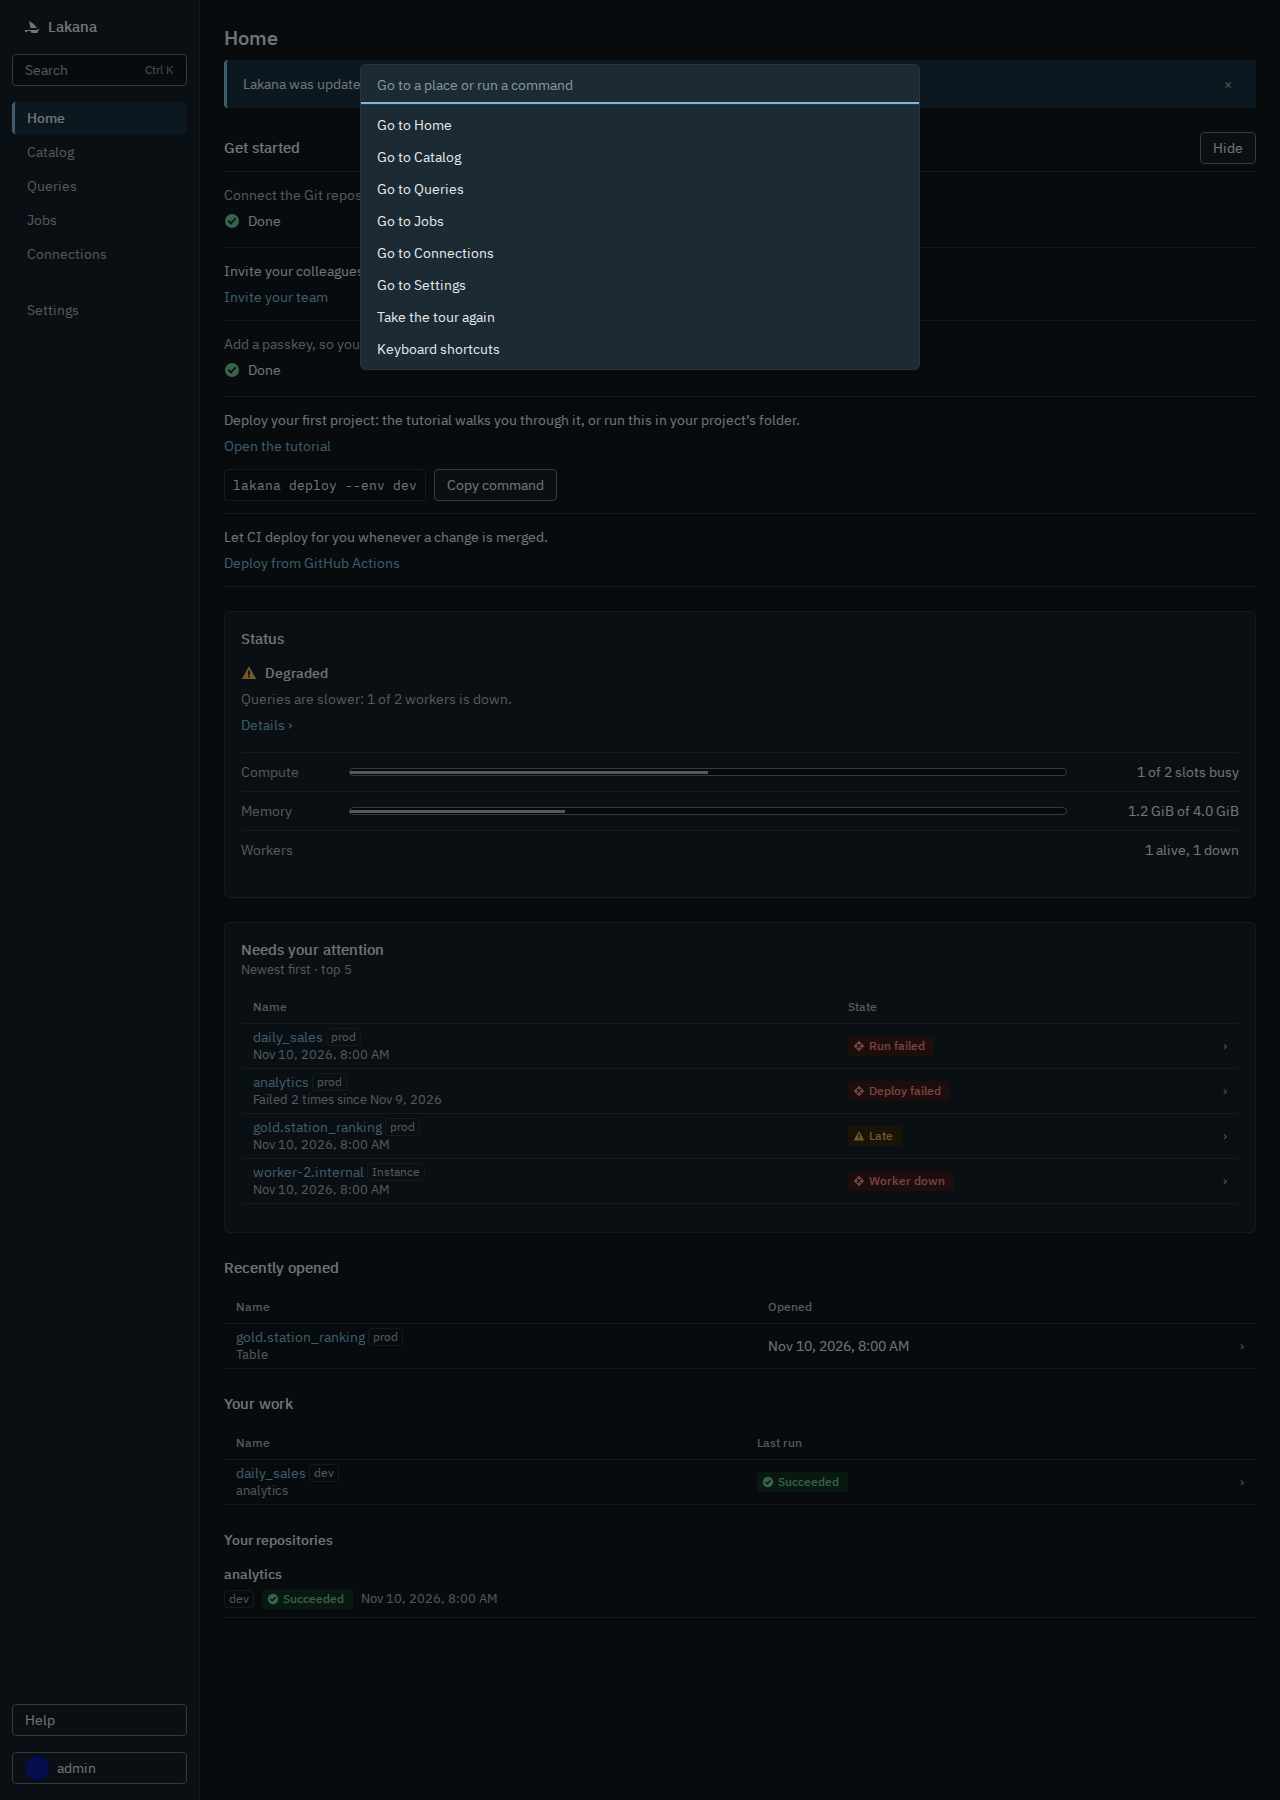 Lakana
Search Ctrl K
Home
Catalog
Queries
Jobs
Connections
Settings
Help
admin
Home
Lakana was update
×
Go to a place or run a command
Go to Home
Go to Catalog
Go to Queries
Go to Jobs
Go to Connections
Go to Settings
Take the tour again
Keyboard shortcuts
Get started
Hide
Connect the Git repos
Done
Invite your colleagues
Invite your team
Add a passkey, so you
Done
Deploy your first project: the tutorial walks you through it, or run this in your project’s folder.
Open the tutorial
lakana deploy --env dev Copy command
Let CI deploy for you whenever a change is merged.
Deploy from GitHub Actions
Status
Degraded
Queries are slower: 1 of 2 workers is down.
Details ›
Compute 1 of 2 slots busy
Memory 1.2 GiB of 4.0 GiB
Workers 1 alive, 1 down
Needs your attention
Newest first · top 5
Name State
daily_sales prod
Nov 10, 2026, 8:00 AM
Run failed ›
analytics prod
Failed 2 times since Nov 9, 2026
Deploy failed ›
gold.station_ranking prod
Nov 10, 2026, 8:00 AM
Late ›
worker-2.internal Instance
Nov 10, 2026, 8:00 AM
Worker down ›
Recently opened
Name Opened
gold.station_ranking prod
Table
Nov 10, 2026, 8:00 AM ›
Your work
Name Last run
daily_sales dev
analytics
Succeeded ›
Your repositories
analytics
dev Succeeded Nov 10, 2026, 8:00 AM